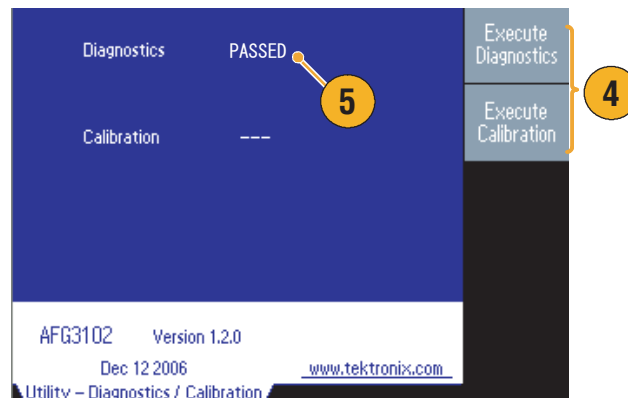 Diagnostics PASSED
Execute
Diagnostics
5
4
Calibration ---
Execute
Calibration
AFG3102 Version 1.2.0
Dec 12 2006 www.tektronix.com
Utility – Diagnostics / Calibration